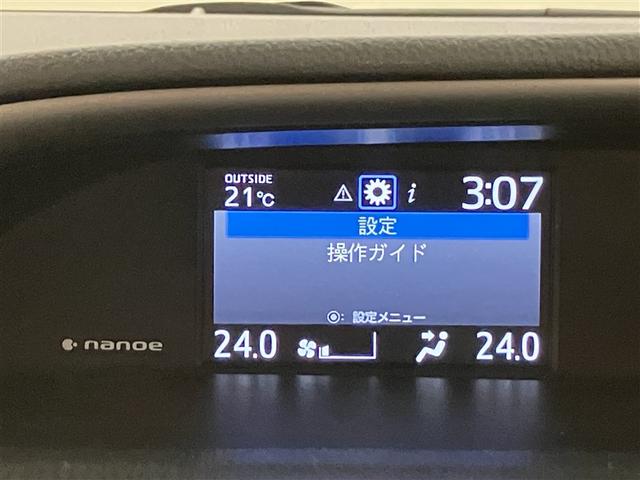 OUTSIDE
21℃
i
3:07
設定
操作ガイド
◉: 設定メニュー
nanoe
24.0
24.0